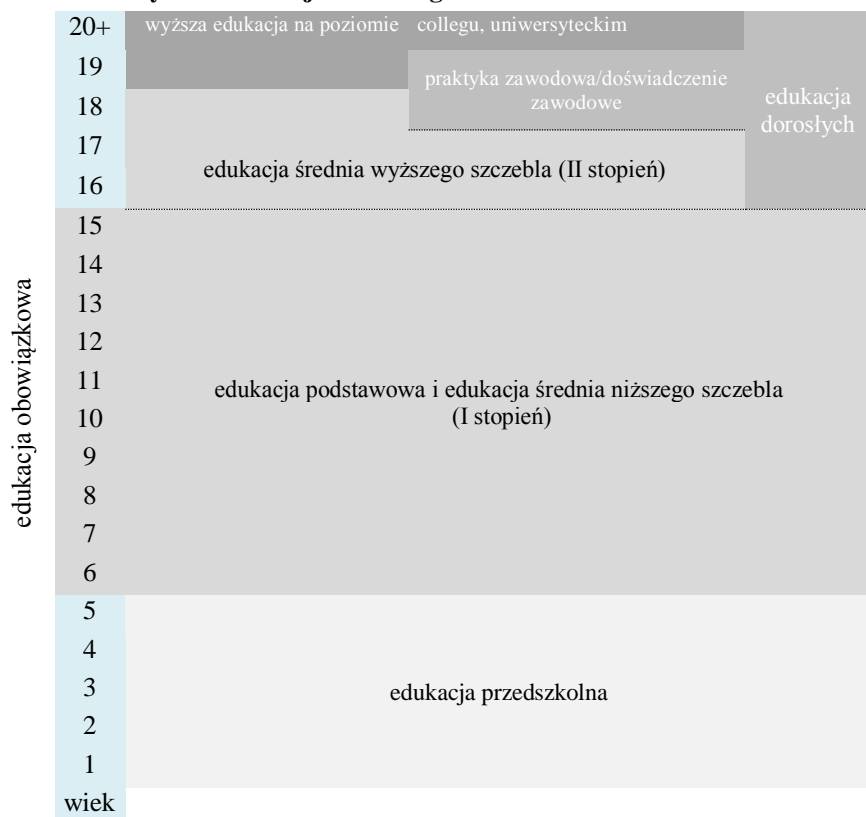 20+
wyższa edukacja na poziomie collegu, uniwersyteckim
19
praktyka zawodowa/doświadczenie
zawodowe
18
edukacja
dorosłych
17
edukacja średnia wyższego szczebla (II stopień)
16
15
14
13
12
11
edukacja podstawowa i edukacja średnia niższego szczebla
(I stopień)
10
9
8
7
6
edukacja obowiązkowa
5
4
3
edukacja przedszkolna
2
1
wiek